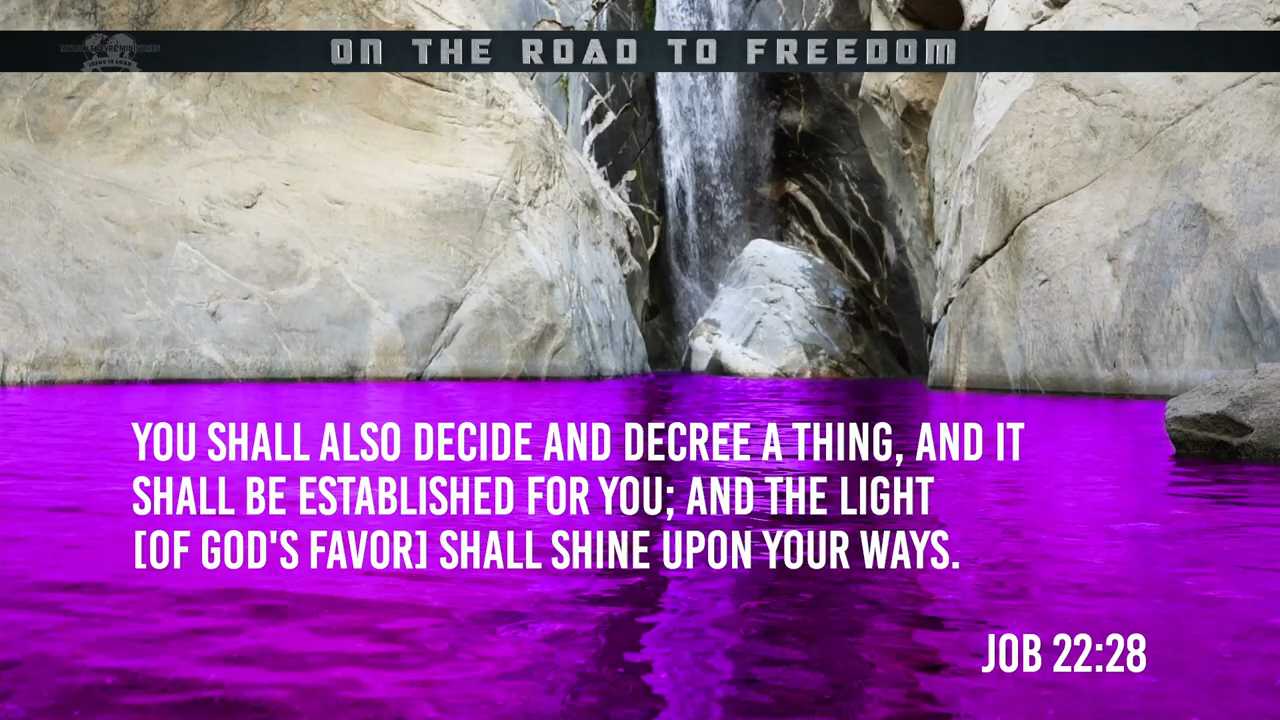 ON THE ROAD TO FREEDOM
YOU SHALL ALSO DECIDE AND DECREE A THING, AND IT
SHALL BE ESTABLISHED FOR YOU; AND THE LIGHT
[OF GOD'S FAVOR] SHALL SHINE UPON YOUR WAYS.
JOB 22:28